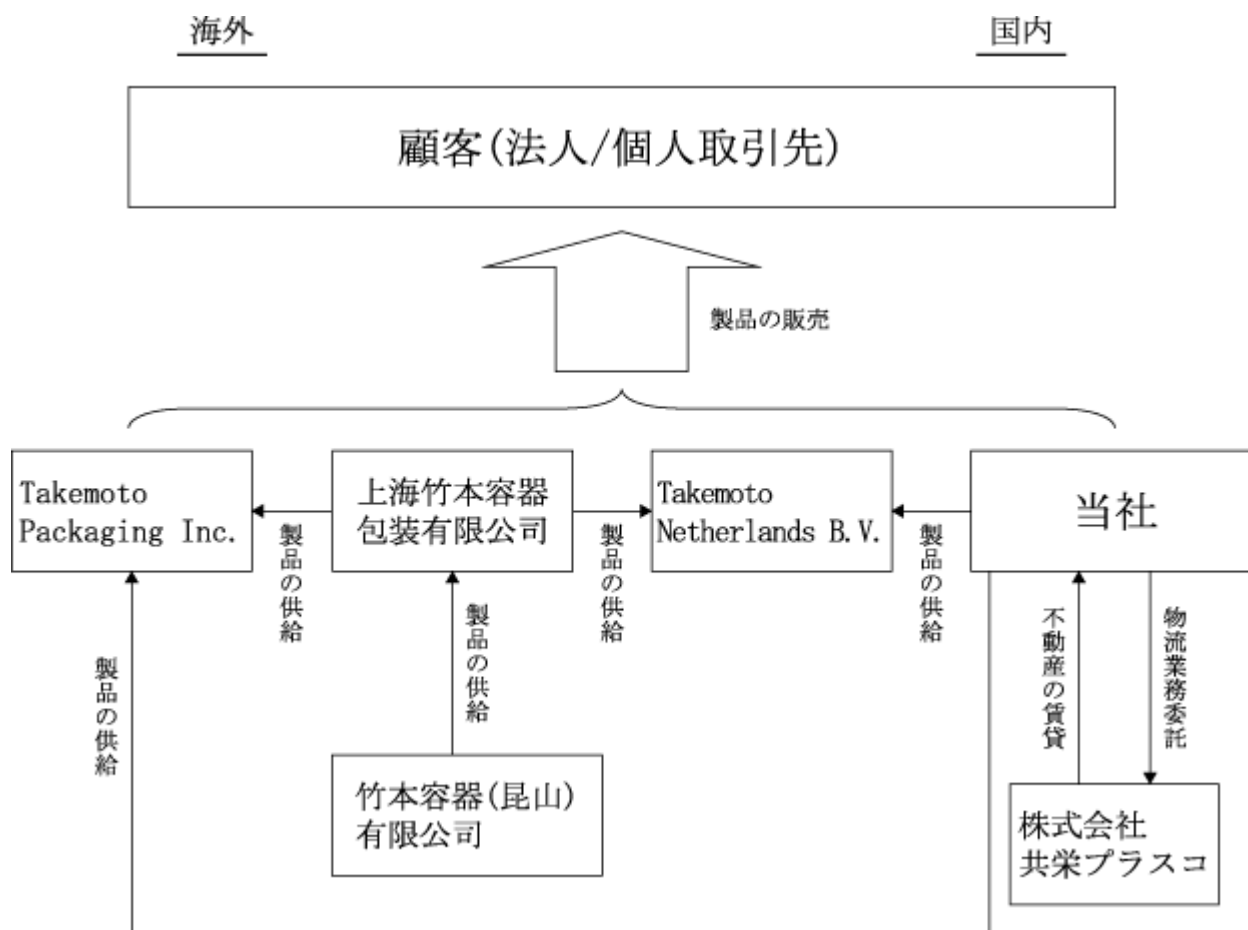 海外
国内
顧客(法人/個人取引先)
製品の販売
Takemoto
Packaging Inc.
製品の供給
上海竹本容器
包装有限公司
製品の供給
Takemoto
Netherlands B.V.
製品の供給
当社
製品の供給
製品の供給
不動産の賃貸
物流業務委託
竹本容器(昆山)
有限公司
株式会社
共栄プラスコ